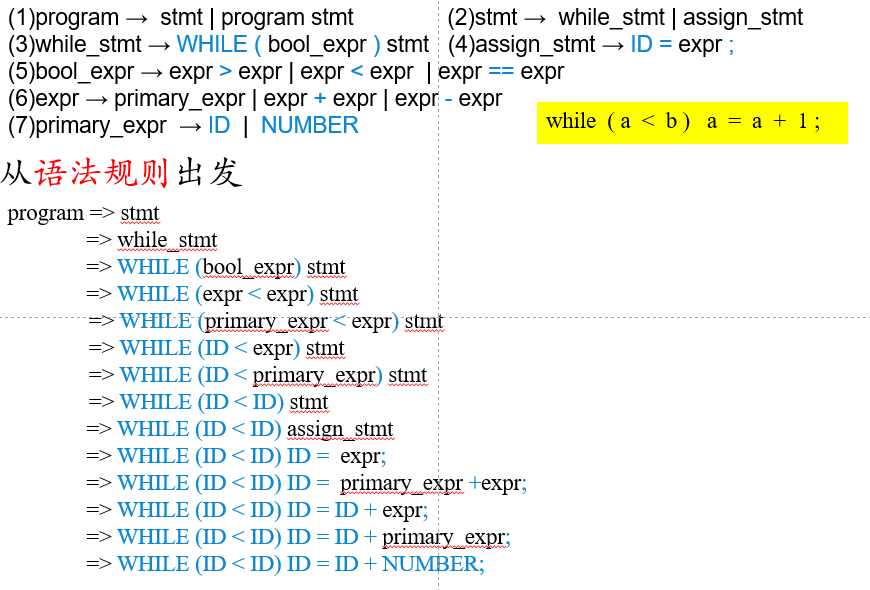 (1)program → stmt | program stmt (2)stmt → while_stmt | assign_stmt
(3)while_stmt → WHILE ( bool_expr ) stmt (4)assign_stmt → ID = expr ;
(5)bool_expr → expr > expr | expr < expr | expr == expr
(6)expr → primary_expr | expr + expr | expr - expr
(7)primary_expr → ID | NUMBER
while ( a < b ) a = a + 1 ;
从语法规则出发
program => stmt
=> while_stmt
=> WHILE (bool_expr) stmt
=> WHILE (expr < expr) stmt
=> WHILE (primary_expr < expr) stmt
=> WHILE (ID < expr) stmt
=> WHILE (ID < primary_expr) stmt
=> WHILE (ID < ID) stmt
=> WHILE (ID < ID) assign_stmt
=> WHILE (ID < ID) ID = expr;
=> WHILE (ID < ID) ID = primary_expr +expr;
=> WHILE (ID < ID) ID = ID + expr;
=> WHILE (ID < ID) ID = ID + primary_expr;
=> WHILE (ID < ID) ID = ID + NUMBER;